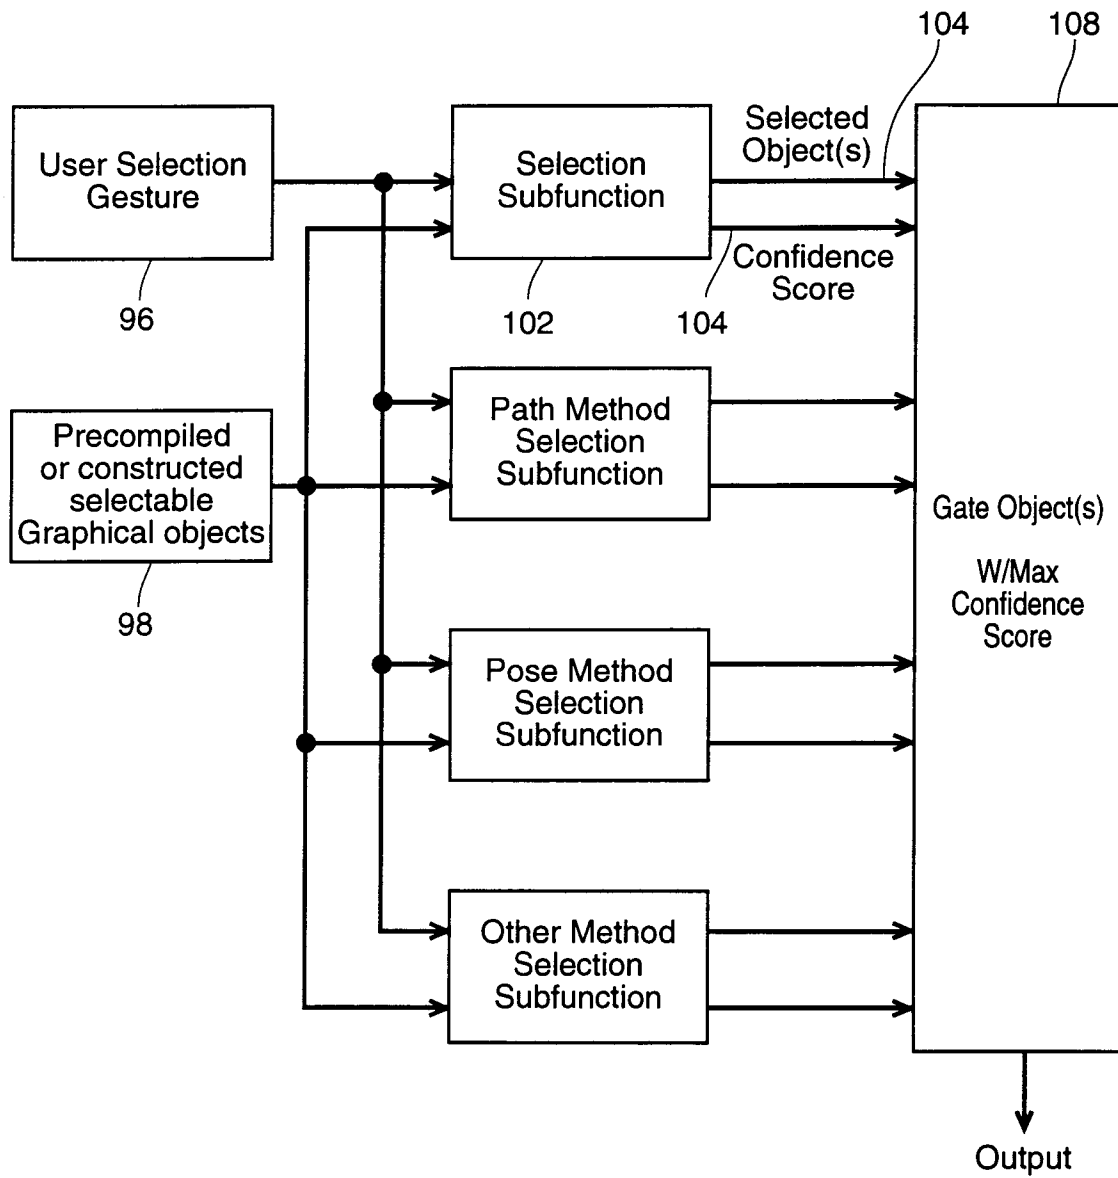 104
108
User Selection
Gesture
96
Selection
Subfunction
102
Selected
Object(s)
Confidence
Score
104
Precompiled
or constructed
selectable
Graphical objects
98
Path Method
Selection
Subfunction
Pose Method
Selection
Subfunction
Other Method
Selection
Subfunction
Gate Object(s)
W/Max
Confidence
Score
Output